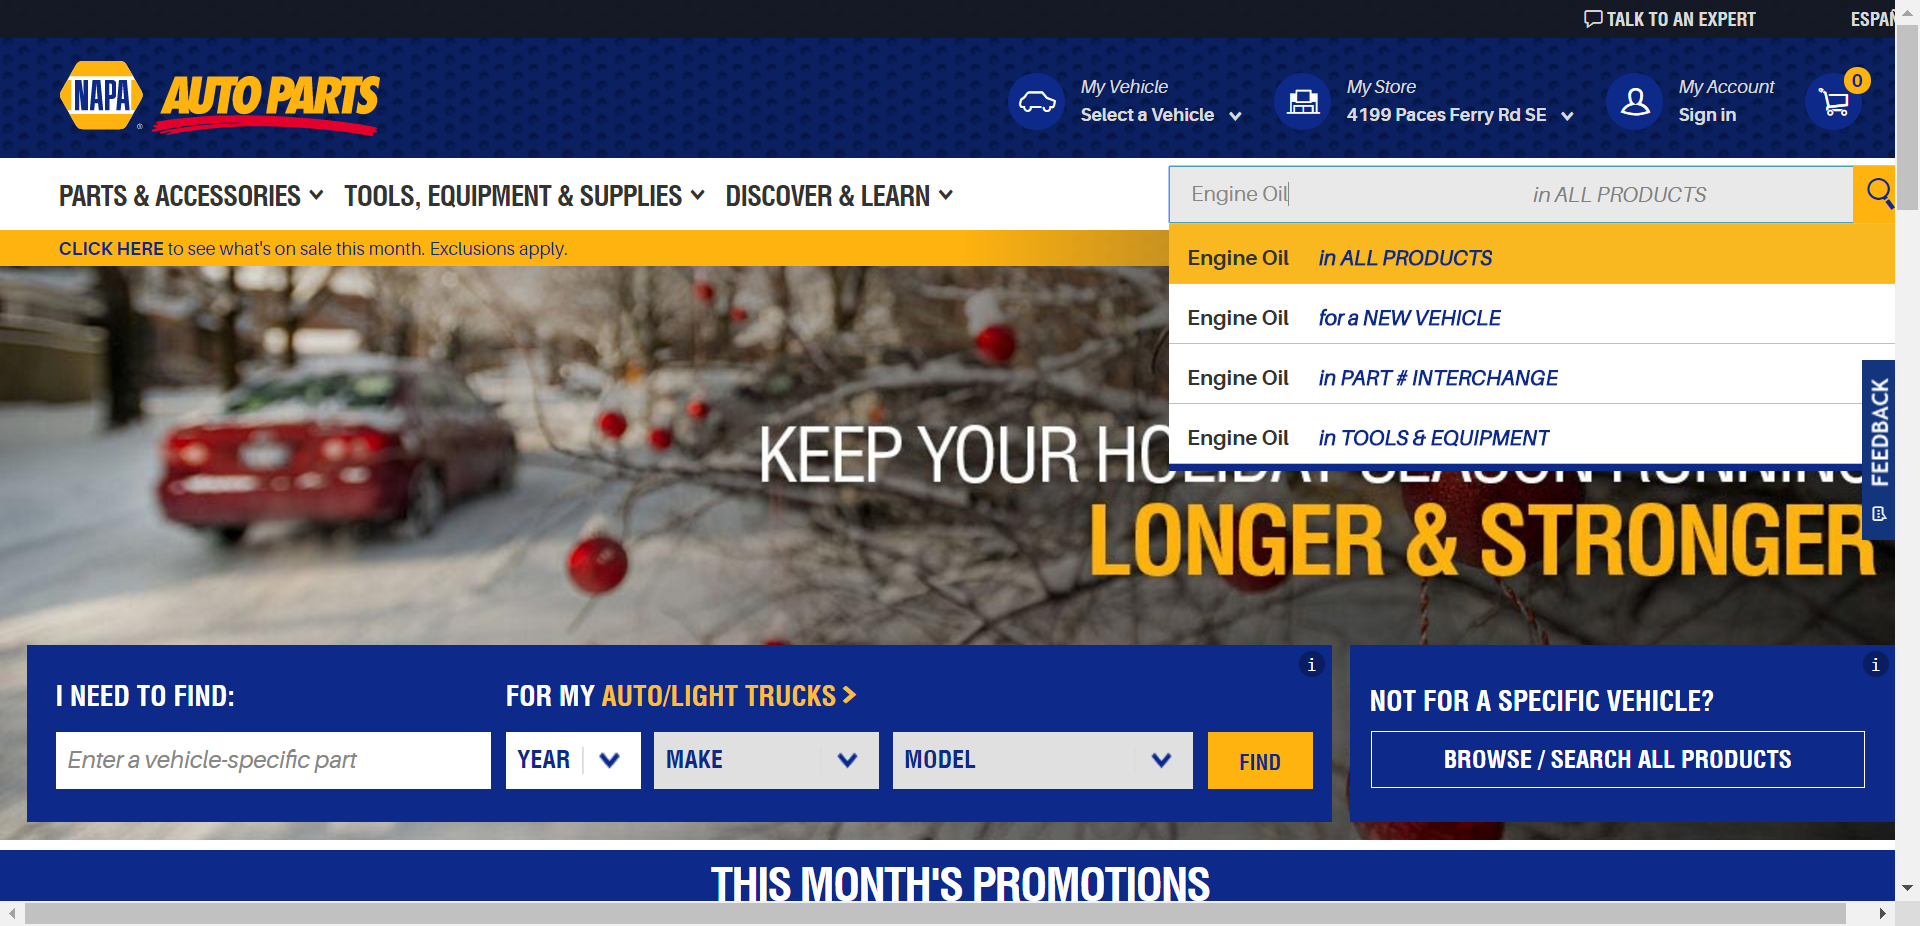 TALK TO AN EXPERT
NAPA AUTO PARTS
My Vehicle
Select a Vehicle
My Store
4199 Paces Ferry Rd SE
My Account
Sign in
0
PARTS & ACCESSORIES
TOOLS, EQUIPMENT & SUPPLIES
DISCOVER & LEARN
Engine Oil in ALL PRODUCTS
CLICK HERE to see what's on sale this month. Exclusions apply.
Engine Oil in ALL PRODUCTS
Engine Oil for a NEW VEHICLE
Engine Oil in PART # INTERCHANGE
Engine Oil in TOOLS & EQUIPMENT
FEEDBACK
KEEP YOUR HOLIDAY SEASON RUNNING
LONGER & STRONGER
i
i
I NEED TO FIND:
FOR MY AUTO/LIGHT TRUCKS >
Enter a vehicle-specific part
YEAR
MAKE
MODEL
FIND
NOT FOR A SPECIFIC VEHICLE?
BROWSE / SEARCH ALL PRODUCTS
THIS MONTH'S PROMOTIONS